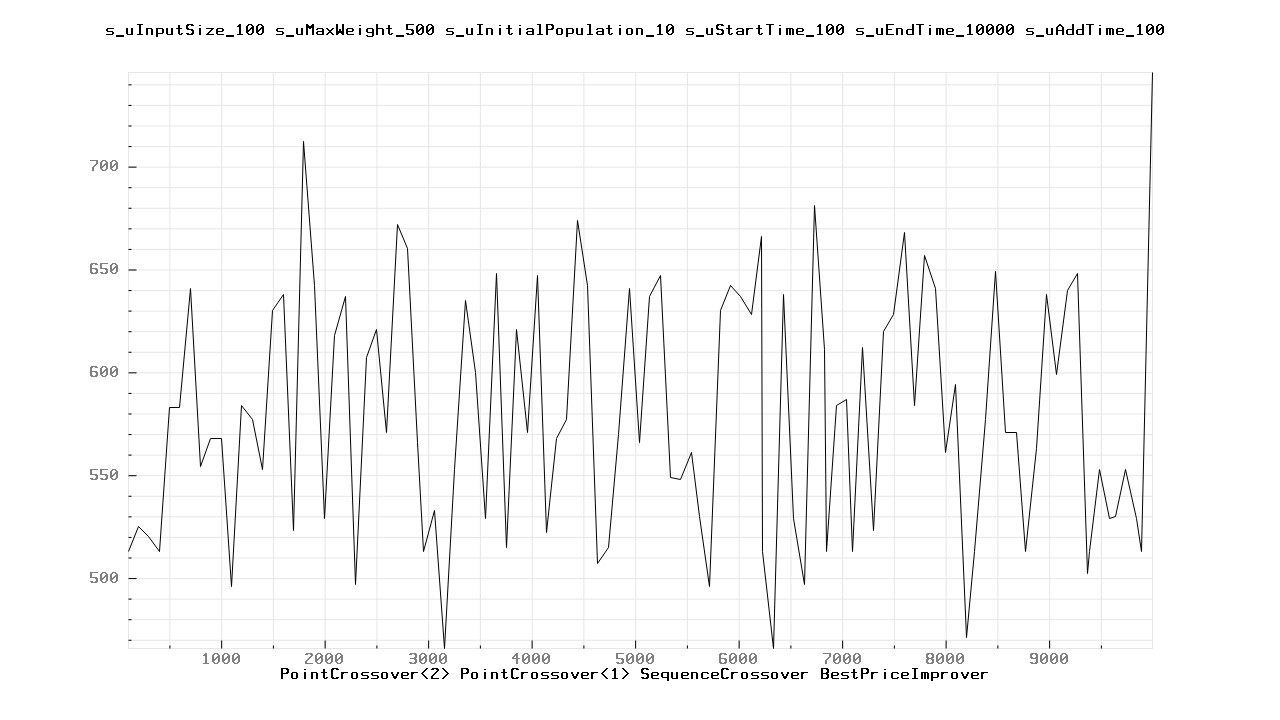 s_uInputSize_100 s_uMaxWeight_500 s_uInitialPopulation_10 s_uStartTime_100 s_uEndTime_10000 s_uAddTime_100
700
650
600
550
500
1000 2000 3000 4000 5000 6000 7000 8000 9000
PointCrossover<2> PointCrossover<1> SequenceCrossover BestPriceImprover